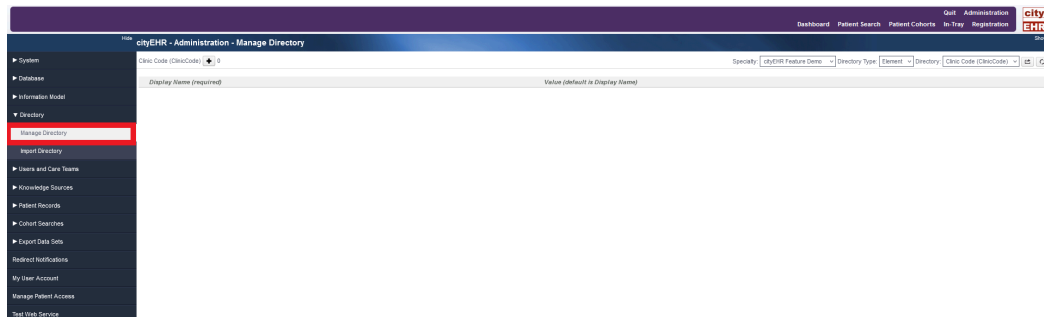 Quit Administration
city
Dashboard Patient Search Patient Cohorts In-Tray Registration
EHR
Hide
cityEHR - Administration - Manage Directory
► System
Clinic Code (ClinicCode) + 0
Specialty: cityEHR Feature Demo Directory Type: Element Directory: Clinic Code (ClinicCode)
► Database
Display Name (required) Value (default is Display Name)
► Information Model
▼ Directory
Manage Directory
Import Directory
► Users and Care Teams
► Knowledge Sources
► Patient Records
► Cohort Searches
► Export Data Sets
Redirect Notifications
My User Account
Manage Patient Access
Test Web Service